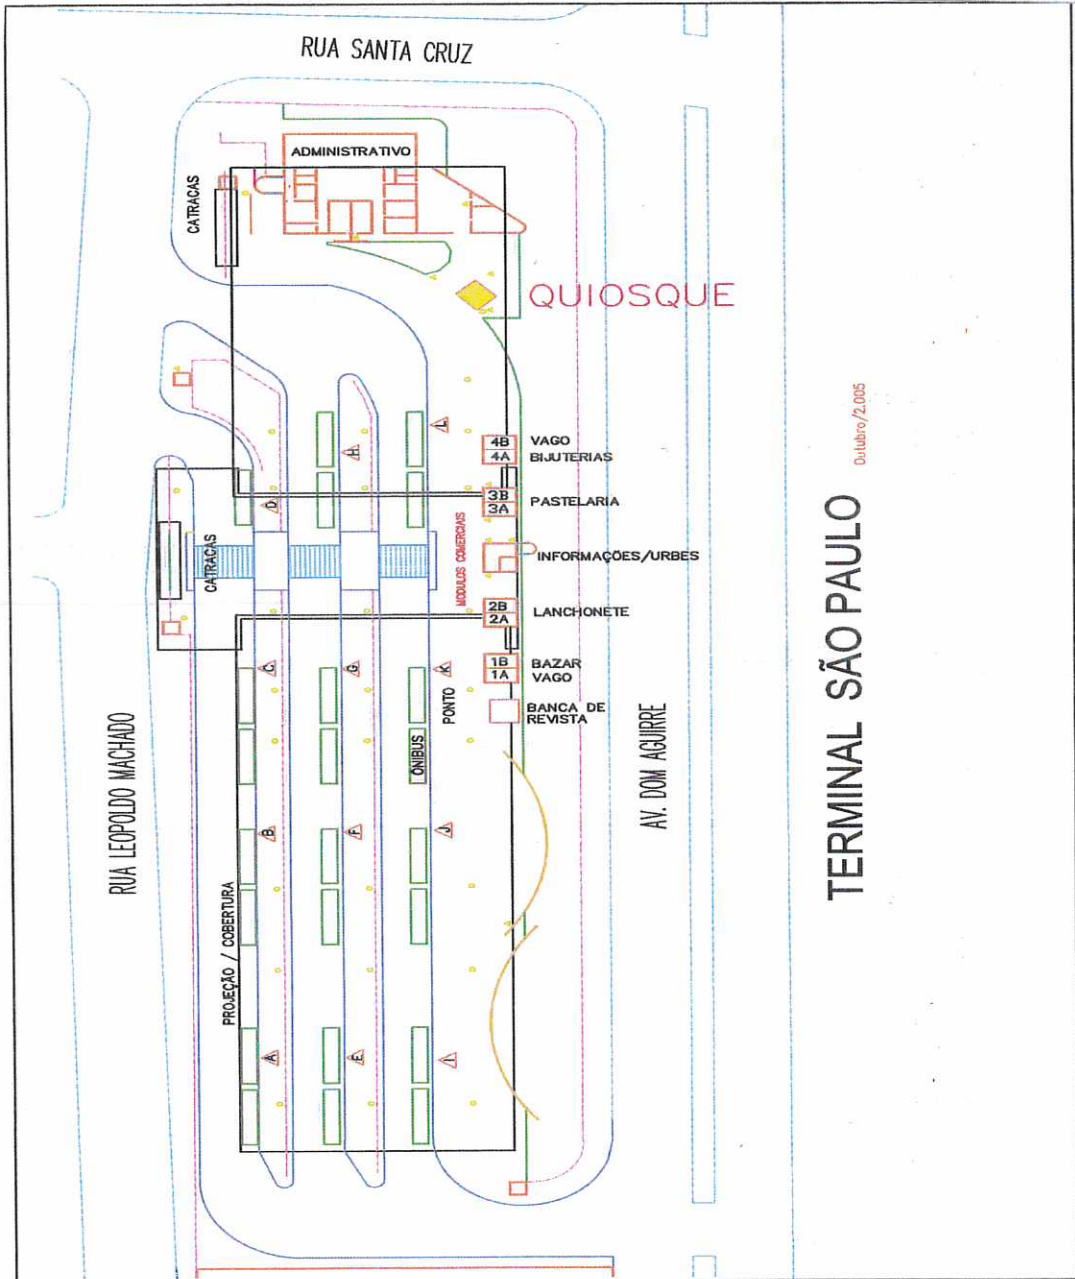 RUA SANTA CRUZ
ADMINISTRATIVO
CATRACAS
QUIOSQUE
D
H
L
4B
VAGO
4A
BIJUTERIAS
3B
PASTELARIA
3A
CATRACAS
MODULOS COMERCIAIS
INFORMAÇÕES/URBES
2B
LANCHONETE
2A
C
G
K
1B
BAZAR
1A
VAGO
PONTO
BANCA DE
REVISTA
ÔNIBUS
RUA LEOPOLDO MACHADO
AV. DOM AGUIRRE
B
F
J
PROJEÇÃO / COBERTURA
A
E
I
TERMINAL SÃO PAULO
Outubro/2.005